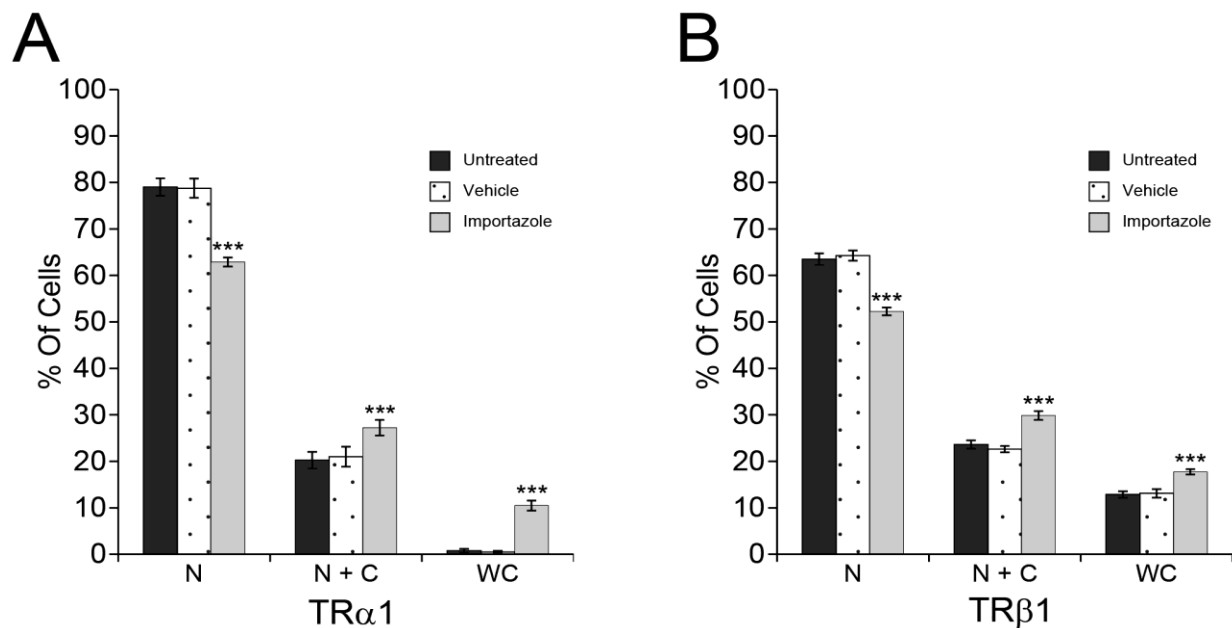 A
% Of Cells
100
90
80
70
60
50
40
30
20
10
0
Untreated
Vehicle
Importazole
***
***
***
N
N + C
WC
TRα1
B
% Of Cells
100
90
80
70
60
50
40
30
20
10
0
Untreated
Vehicle
Importazole
***
***
***
N
N + C
WC
TRβ1